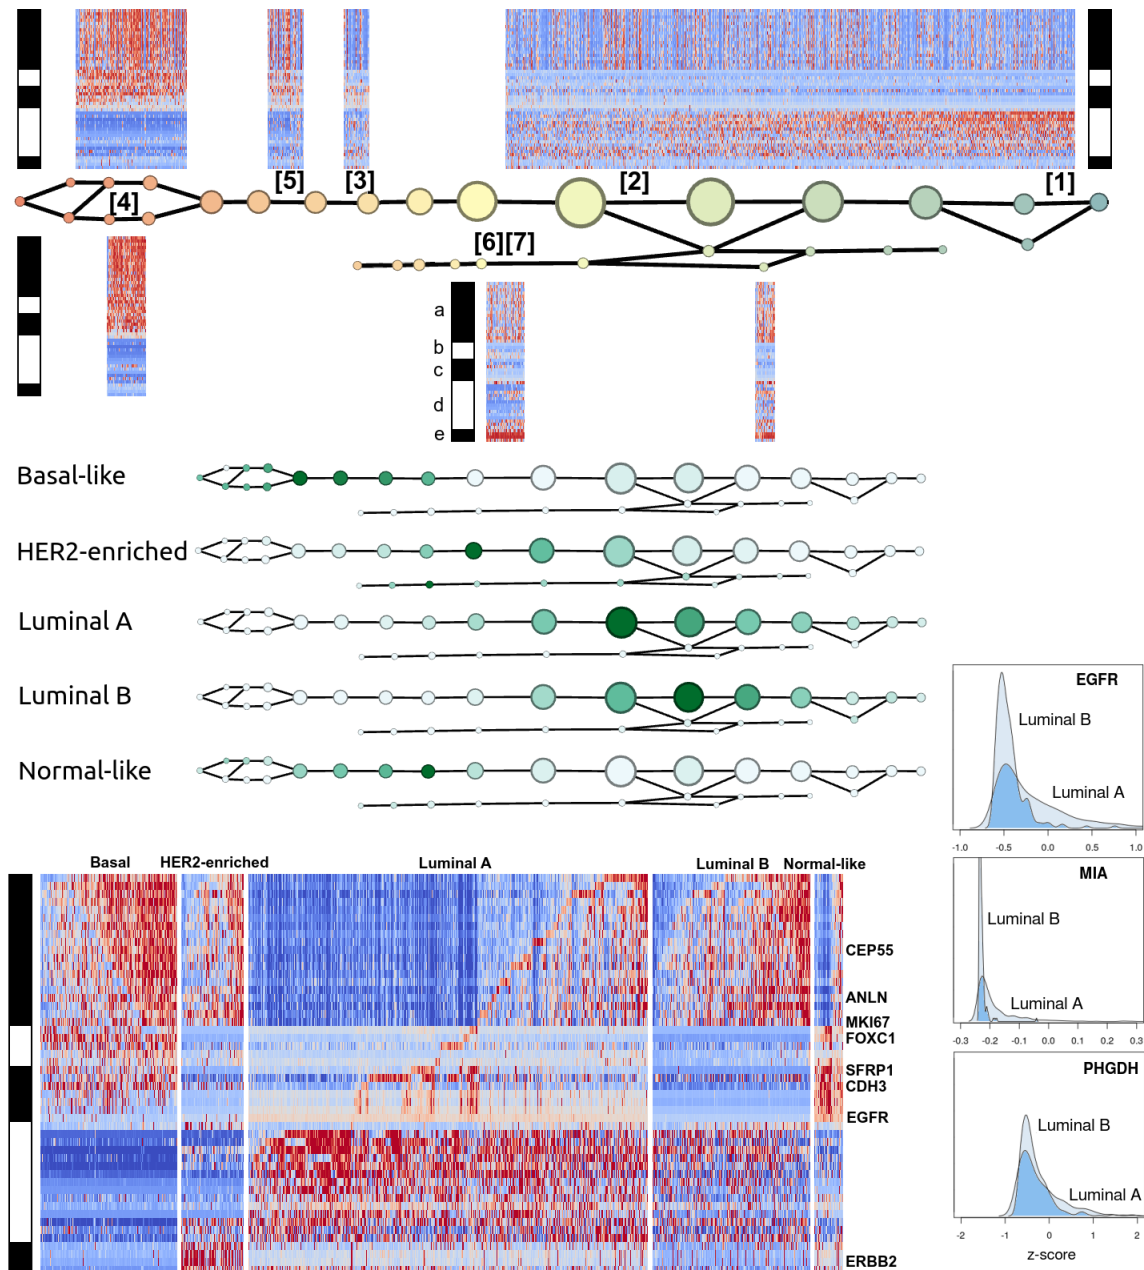 [5]
[3]
[2]
[1]
[4]
[6][7]
a
b
c
d
e
Basal-like
HER2-enriched
Luminal A
Luminal B
Normal-like
EGFR
Luminal B
Luminal A
-1.0 -0.5 0.0 0.5 1.0
MIA
Luminal B
Luminal A
-0.3 -0.2 -0.1 0.0 0.1 0.2 0.3
PHGDH
Luminal B
Luminal A
-2 -1 0 1 2
z-score
Basal HER2-enriched Luminal A Luminal B Normal-like
CEP55
ANLN
MKI67
FOXC1
SFRP1
CDH3
EGFR
ERBB2